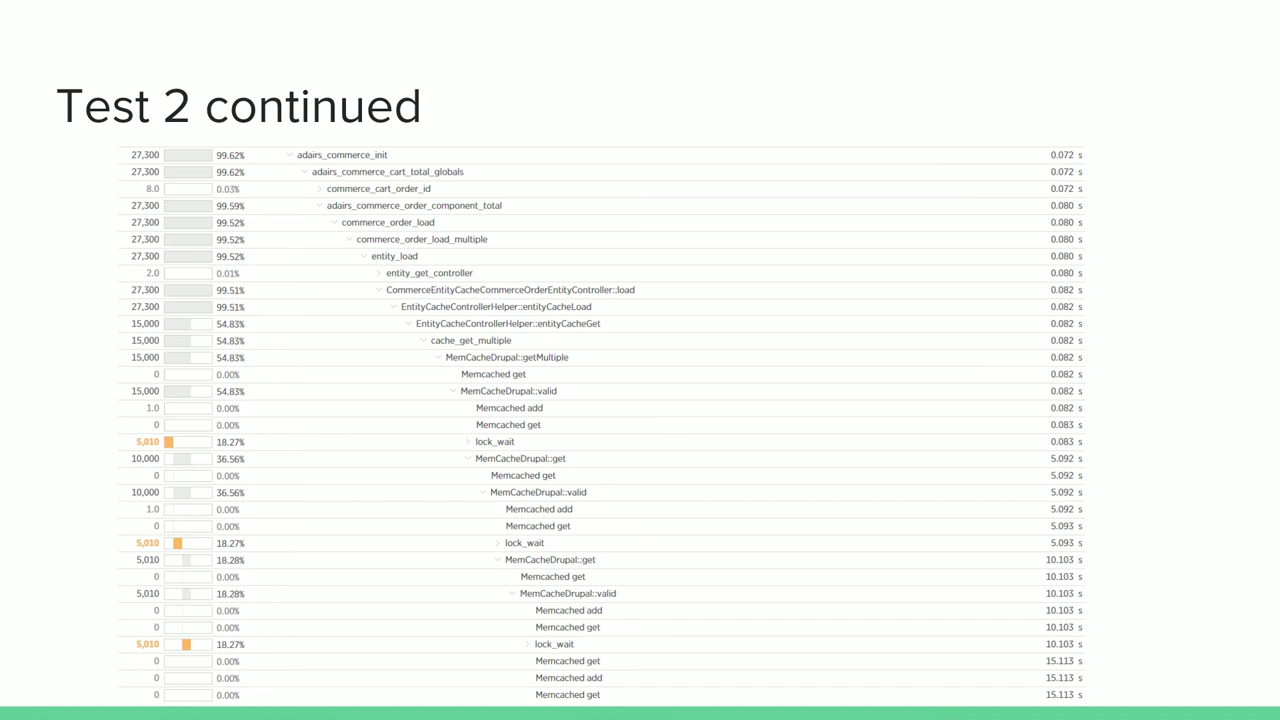 Test 2 continued
27,300 99.62% adairs_commerce_init 0.072 s
27,300 99.62% adairs_commerce_cart_total_globals 0.072 s
8.0 0.03% commerce_cart_order_id 0.072 s
27,300 99.59% adairs_commerce_order_component_total 0.080 s
27,300 99.52% commerce_order_load 0.080 s
27,300 99.52% commerce_order_load_multiple 0.080 s
27,300 99.52% entity_load 0.080 s
2.0 0.01% entity_get_controller 0.080 s
27,300 99.51% CommerceEntityCacheCommerceOrderEntityController::load 0.082 s
27,300 99.51% EntityCacheControllerHelper::entityCacheLoad 0.082 s
15,000 54.83% EntityCacheControllerHelper::entityCacheGet 0.082 s
15,000 54.83% cache_get_multiple 0.082 s
15,000 54.83% MemCacheDrupal::getMultiple 0.082 s
0 0.00% Memcached get 0.082 s
15,000 54.83% MemCacheDrupal::valid 0.082 s
1.0 0.00% Memcached add 0.082 s
0 0.00% Memcached get 0.083 s
5,010 18.27% lock_wait 0.083 s
10,000 36.56% MemCacheDrupal::get 5.092 s
0 0.00% Memcached get 5.092 s
10,000 36.56% MemCacheDrupal::valid 5.092 s
1.0 0.00% Memcached add 5.092 s
0 0.00% Memcached get 5.093 s
5,010 18.27% lock_wait 5.093 s
5,010 18.28% MemCacheDrupal::get 10.103 s
0 0.00% Memcached get 10.103 s
5,010 18.28% MemCacheDrupal::valid 10.103 s
0 0.00% Memcached add 10.103 s
0 0.00% Memcached get 10.103 s
5,010 18.27% lock_wait 10.103 s
0 0.00% Memcached get 15.113 s
0 0.00% Memcached add 15.113 s
0 0.00% Memcached get 15.113 s